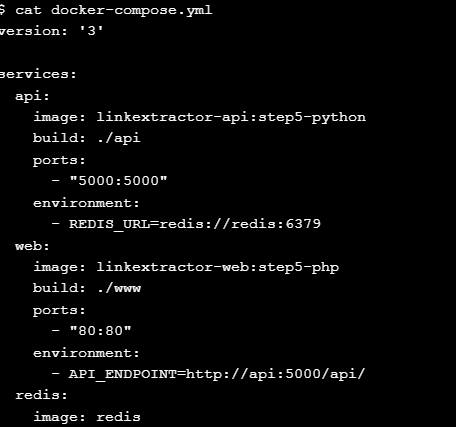 $ cat docker-compose.yml
version: '3'
services:
  api:
    image: linkextractor-api:step5-python
    build: ./api
    ports:
      - "5000:5000"
    environment:
      - REDIS_URL=redis://redis:6379
  web:
    image: linkextractor-web:step5-php
    build: ./www
    ports:
      - "80:80"
    environment:
      - API_ENDPOINT=http://api:5000/api/
  redis:
    image: redis